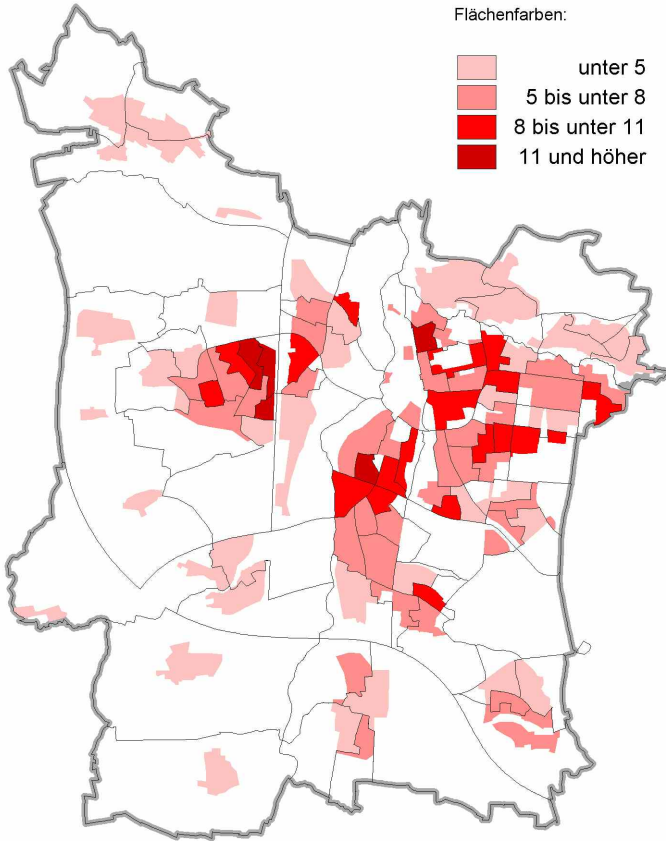 Flächenfarben:
unter 5
5 bis unter 8
8 bis unter 11
11 und höher